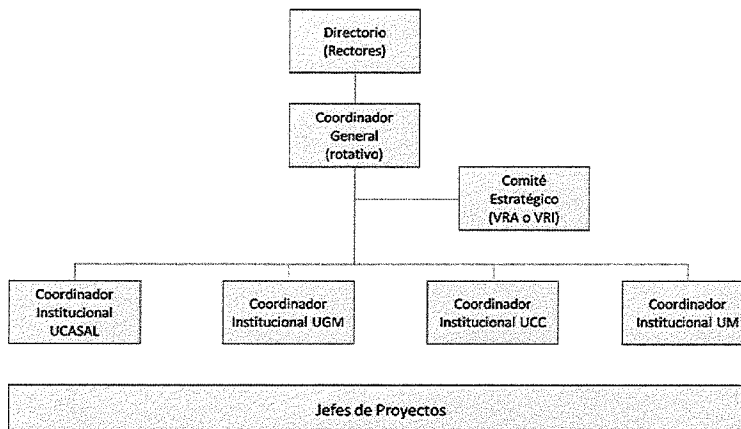 Directorio
(Rectores)
Coordinador
General
(rotativo)
Comité
Estratégico
(VRA o VRI)
Coordinador
Institucional
UCASAL
Coordinador
Institucional UGM
Coordinador
Institucional UCC
Coordinador
Institucional UM
Jefes de Proyectos